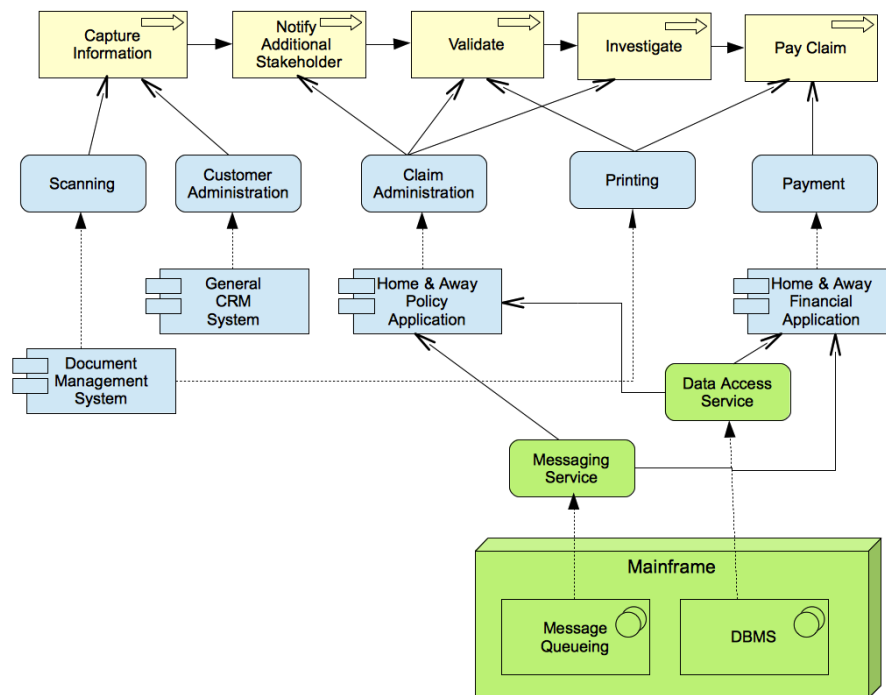 Capture
Information
Notify
Additional
Stakeholder
Validate
Investigate
Pay Claim
Scanning
Customer
Administration
Claim
Administration
Printing
Payment
General
CRM
System
Home & Away
Policy
Application
Home & Away
Financial
Application
Document
Management
System
Data Access
Service
Messaging
Service
Mainframe
Message
Queueing
DBMS